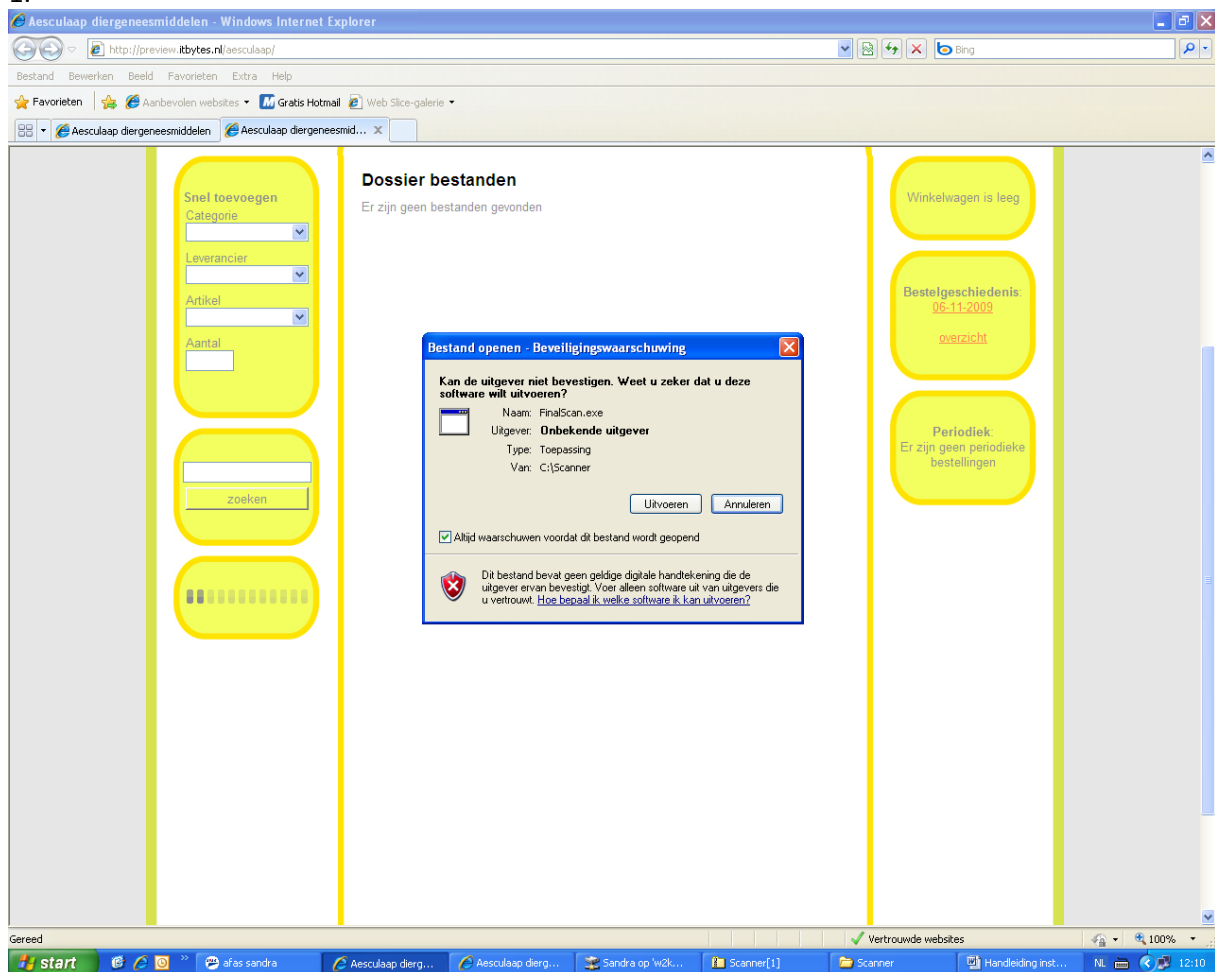 Aesculaap diergeneesmiddelen - Windows Internet Explorer
http://preview.itbytes.nl/aesculaap/
Bing
Bestand Bewerken Beeld Favorieten Extra Help
Favorieten Aanbevolen websites Gratis Hotmail Web Slice-galerie
Aesculaap diergeneesmiddelen Aesculaap diergeneesmid... X
Snel toevoegen
Categorie
Leverancier
Artikel
Aantal
zoeken
Dossier bestanden
Er zijn geen bestanden gevonden
Winkelwagen is leeg
Bestelgeschiedenis:
06-11-2009
overzicht
Periodiek:
Er zijn geen periodieke
bestellingen
Bestand openen - Beveiligingswaarschuwing
Kan de uitgever niet bevestigen. Weet u zeker dat u deze
software wilt uitvoeren?
Naam: FinalScan.exe
Uitgever: Onbekende uitgever
Type: Toepassing
Van: C:\Scanner
Uitvoeren Annuleren
Altijd waarschuwen voordat dit bestand wordt geopend
Dit bestand bevat geen geldige digitale handtekening die de
uitgever ervan bevestigt. Voer alleen software uit van uitgevers die
u vertrouwt. Hoe bepaal ik welke software ik kan uitvoeren?
Gereed Vertrouwde websites 100%
start afas sandra Aesculaap dierg... Aesculaap dierg... Sandra op 'w2k... Scanner[1] Scanner Handleiding inst... NL 12:10